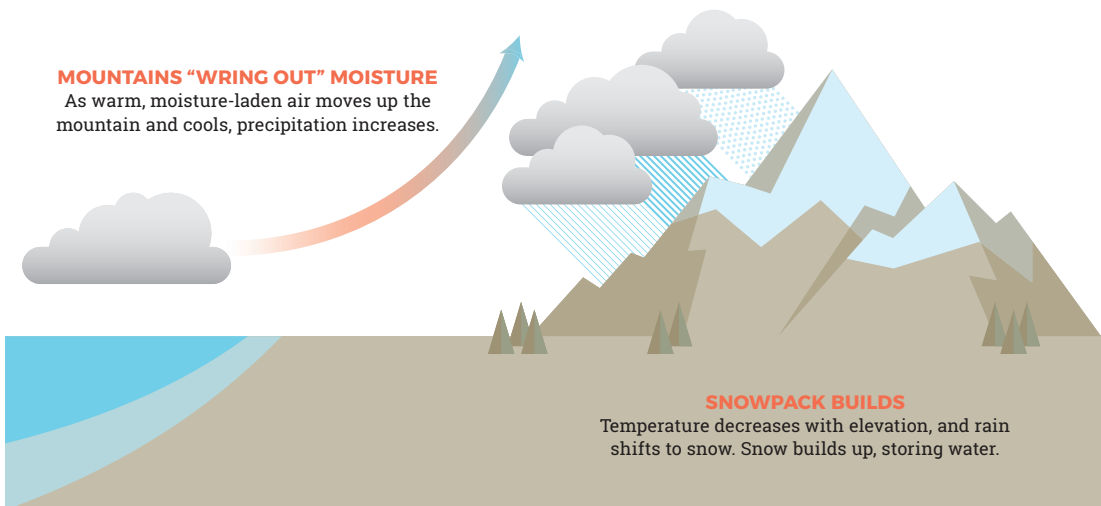 MOUNTAINS “WRING OUT” MOISTURE
As warm, moisture-laden air moves up the
mountain and cools, precipitation increases.
SNOWPACK BUILDS
Temperature decreases with elevation, and rain
shifts to snow. Snow builds up, storing water.